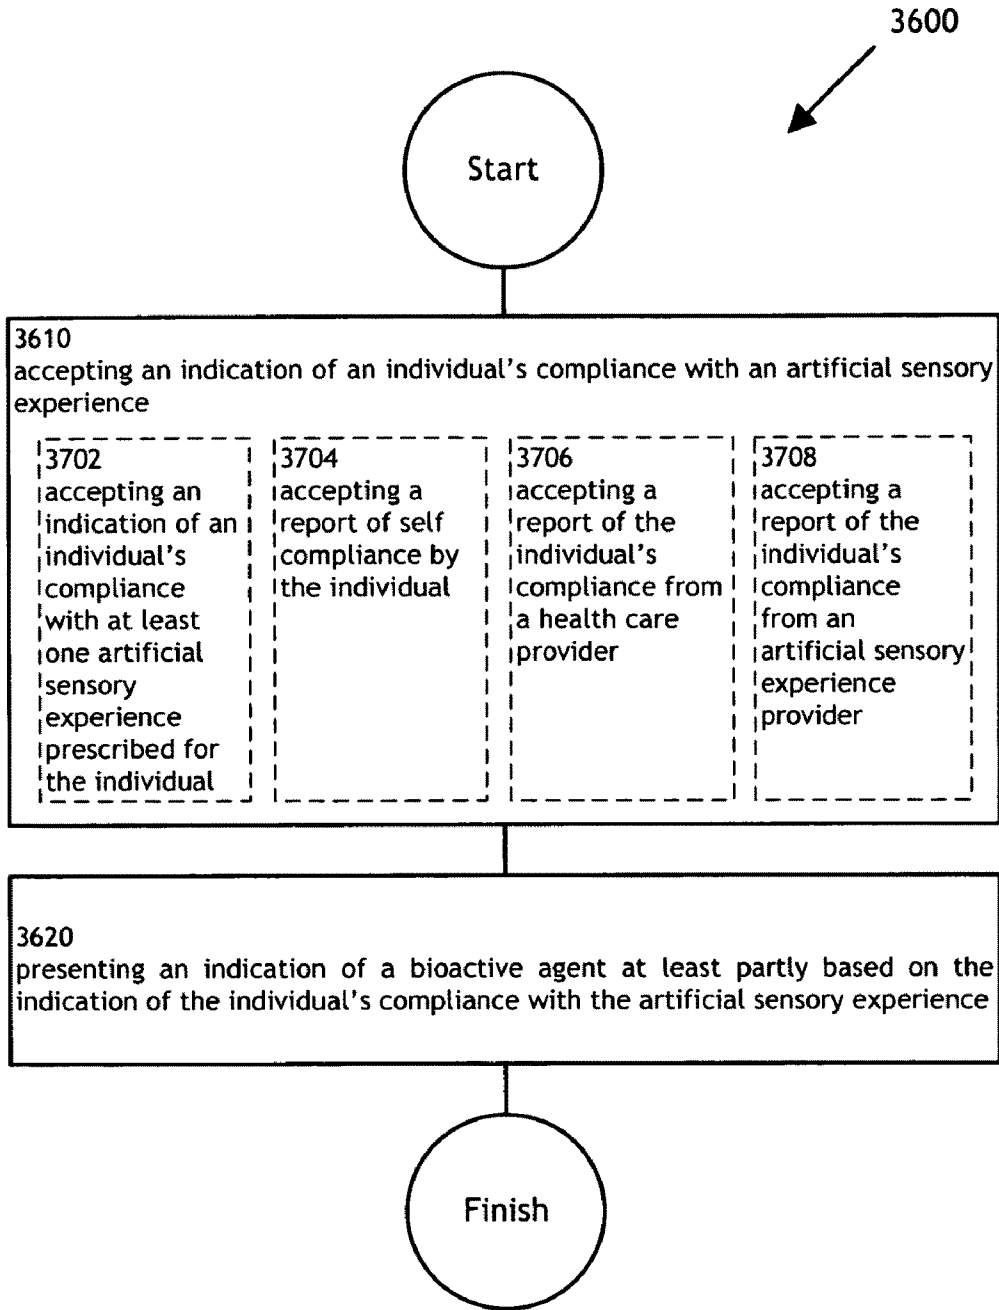 3600
Start
3610
accepting an indication of an individual's compliance with an artificial sensory
experience
3702
accepting an
indication of an
individual's
compliance
with at least
one artificial
sensory
experience
prescribed for
the individual
3704
accepting a
report of self
compliance by
the individual
3706
accepting a
report of the
individual's
compliance from
a health care
provider
3708
accepting a
report of the
individual's
compliance
from an
artificial sensory
experience
provider
3620
presenting an indication of a bioactive agent at least partly based on the
indication of the individual's compliance with the artificial sensory experience
Finish